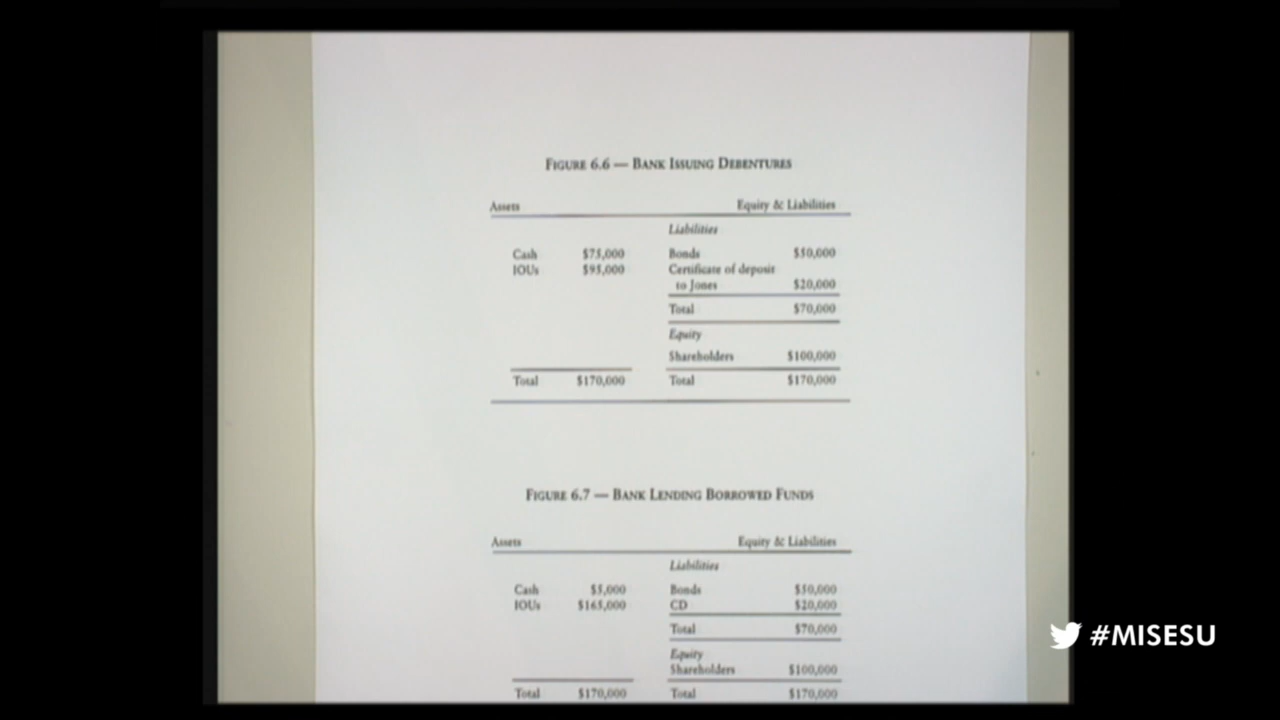 FIGURE 6.6 — BANK ISSUING DEBENTURES
Assets Equity & Liabilities
Liabilities
Cash $75,000 Bonds $50,000
IOUs $95,000 Certificate of deposit
to Jones $20,000
Total $70,000
Equity
Shareholders $100,000
Total $170,000 Total $170,000
FIGURE 6.7 — BANK LENDING BORROWED FUNDS
Assets Equity & Liabilities
Liabilities
Cash $5,000 Bonds $50,000
IOUs $165,000 CD $20,000
Total $70,000
Equity
Shareholders $100,000
Total $170,000 Total $170,000
#MISESU